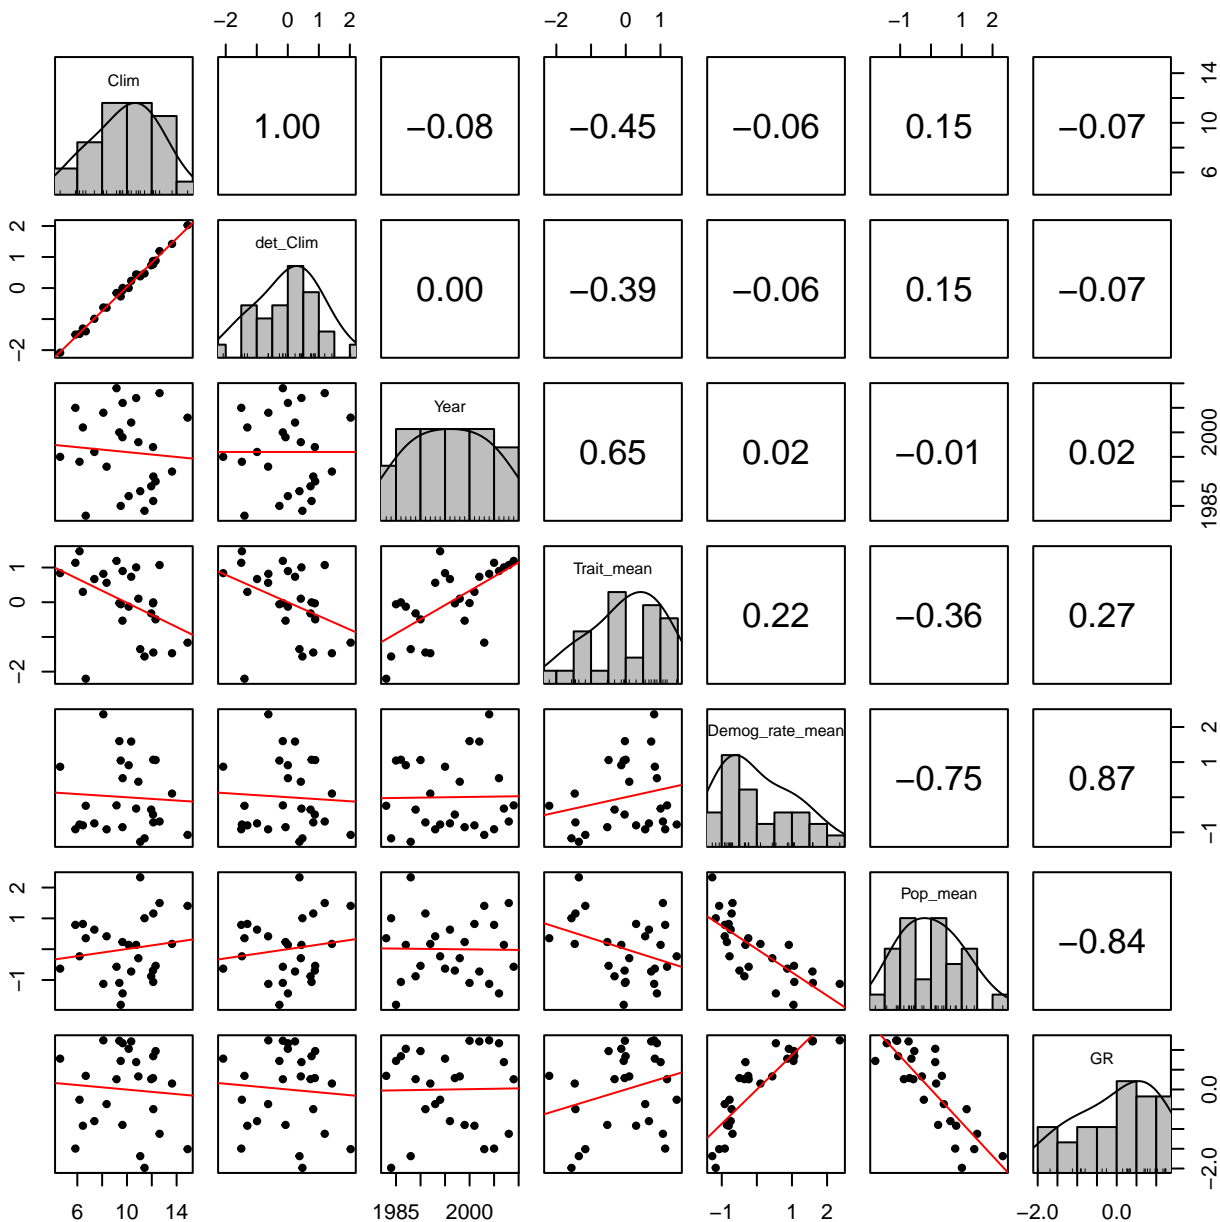 −2 0 1 2 0 1 −1 1 2
Clim 1.00 −0.08 −0.45 −0.06 0.15 −0.07 6 10 14
−2 0 1 2 det_Clim 0.00 −0.39 −0.06 0.15 −0.07
Year 0.65 0.02 −0.01 0.02 1985 2000
−2 0 1 Trait_mean 0.22 −0.36 0.27
Demog_rate_mean −0.75 0.87 −1 1 2
−1 1 2 Pop_mean −0.84
GR −2.0 0.0
6 10 14 1985 2000 −1 1 2 −2.0 0.0